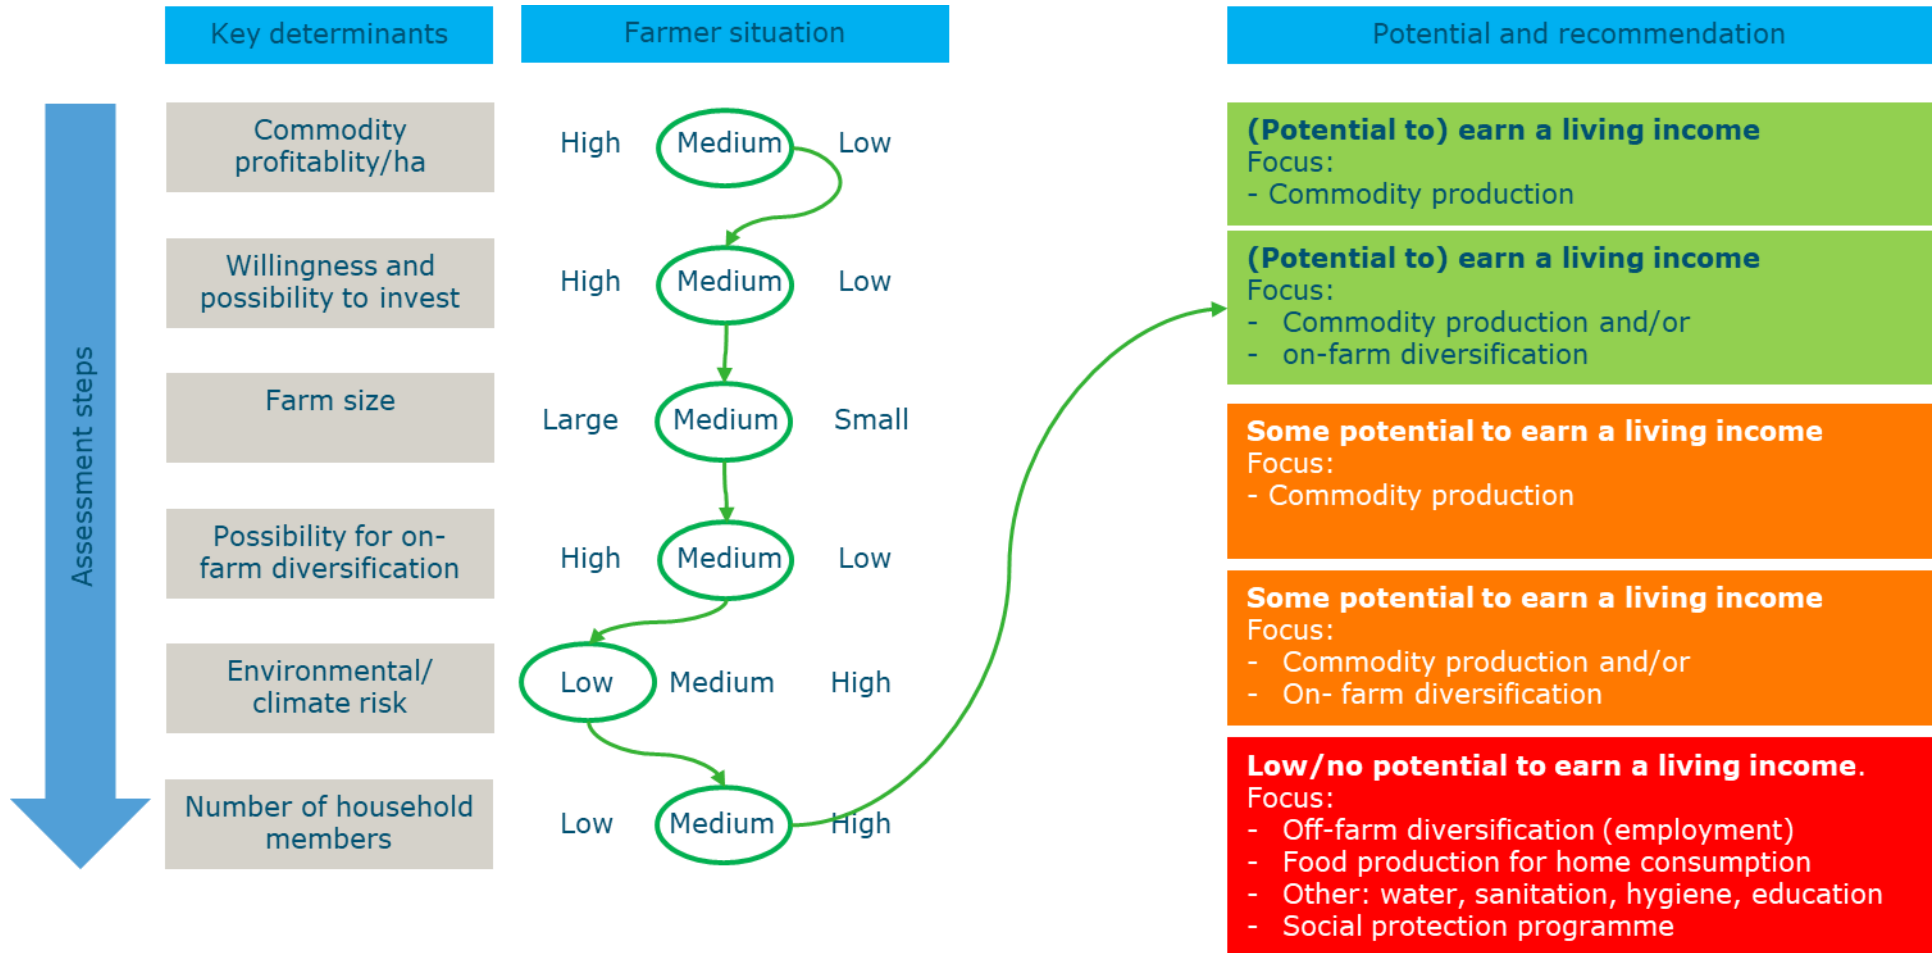 Key determinants
Farmer situation
Potential and recommendation
Assessment steps
Commodity
profitablity/ha
High Medium Low
Willingness and
possibility to invest
High Medium Low
Farm size
Large Medium Small
Possibility for on-
farm diversification
High Medium Low
Environmental/
climate risk
Low Medium High
Number of household
members
Low Medium High
(Potential to) earn a living income
Focus:
- Commodity production
(Potential to) earn a living income
Focus:
- Commodity production and/or
- on-farm diversification
Some potential to earn a living income
Focus:
- Commodity production
Some potential to earn a living income
Focus:
- Commodity production and/or
- On- farm diversification
Low/no potential to earn a living income.
Focus:
- Off-farm diversification (employment)
- Food production for home consumption
- Other: water, sanitation, hygiene, education
- Social protection programme